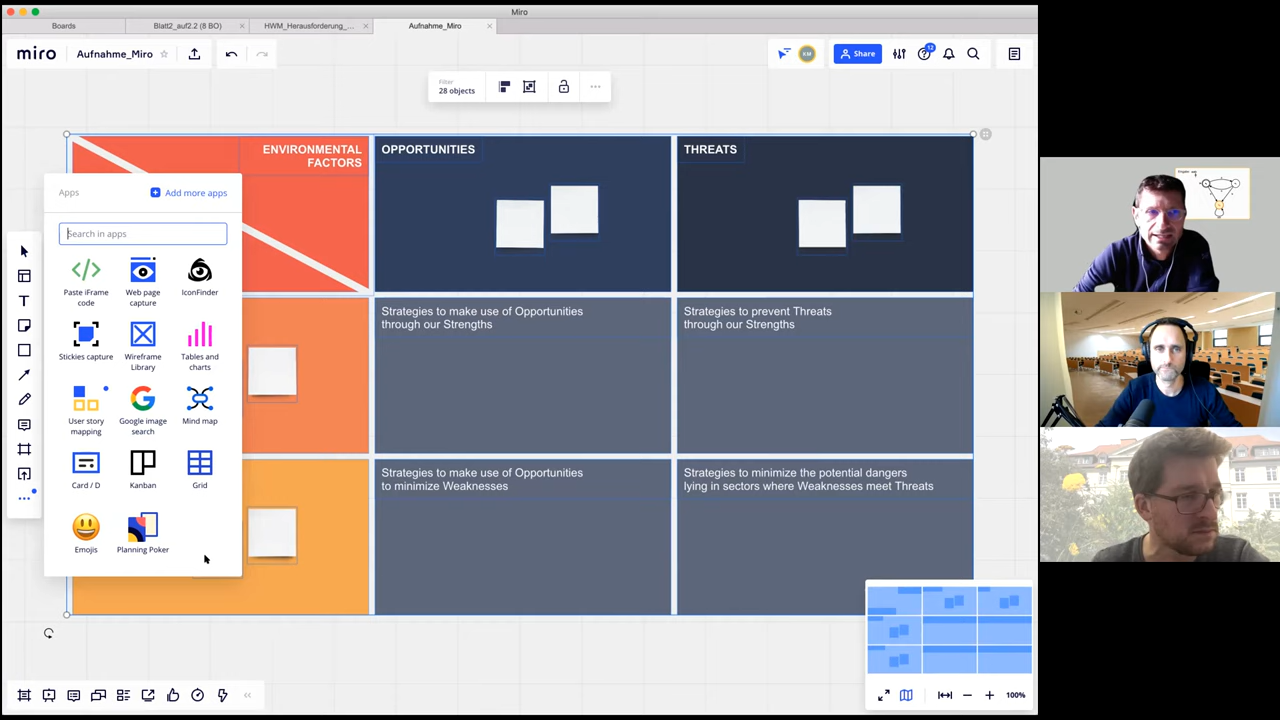 Miro
Boards
Blatt2_auf2.2 (8 BO)
HWM_Herausforderung_...
Aufnahme_Miro
miro
Aufnahme_Miro
KM
Share
12
Filter
28 objects
ENVIRONMENTAL
FACTORS
OPPORTUNITIES
THREATS
Apps
Add more apps
Search in apps
Paste iFrame
code
Web page
capture
IconFinder
Stickies capture
Wireframe
Library
Tables and
charts
User story
mapping
Google image
search
Mind map
Card / D
Kanban
Grid
Emojis
Planning Poker
Strategies to make use of Opportunities
through our Strengths
Strategies to prevent Threats
through our Strengths
Strategies to make use of Opportunities
to minimize Weaknesses
Strategies to minimize the potential dangers
lying in sectors where Weaknesses meet Threats
100%